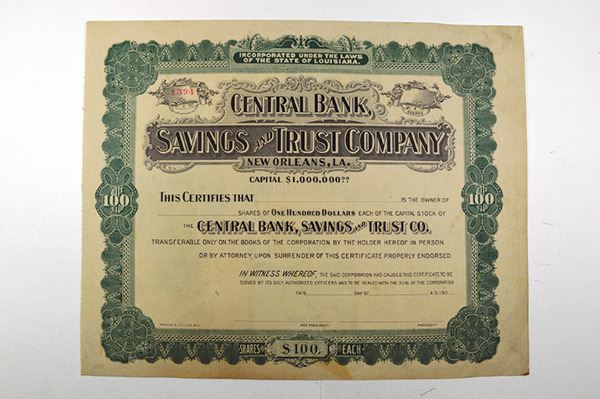 INCORPORATED UNDER THE LAWS
OF THE STATE OF LOUISIANA.
1394
SHARES
CENTRAL BANK,
SAVINGS AND TRUST COMPANY
NEW ORLEANS, LA.
CAPITAL $1,000,000.00
THIS CERTIFIES THAT IS THE OWNER OF
SHARES OF ONE HUNDRED DOLLARS EACH OF THE CAPITAL STOCK OF
THE CENTRAL BANK, SAVINGS AND TRUST CO.
TRANSFERABLE ONLY ON THE BOOKS OF THE CORPORATION BY THE HOLDER HEREOF IN PERSON
OR BY ATTORNEY, UPON SURRENDER OF THIS CERTIFICATE PROPERLY ENDORSED.
$100 $100
IN WITNESS WHEREOF, THE SAID CORPORATION HAS CAUSED THIS CERTIFICATE TO BE
SIGNED BY ITS DULY AUTHORIZED OFFICERS AND TO BE SEALED WITH THE SEAL OF THE CORPORATION
THIS DAY OF A.D. 190
VICE PRESIDENT PRESIDENT
SHARES $100. EACH